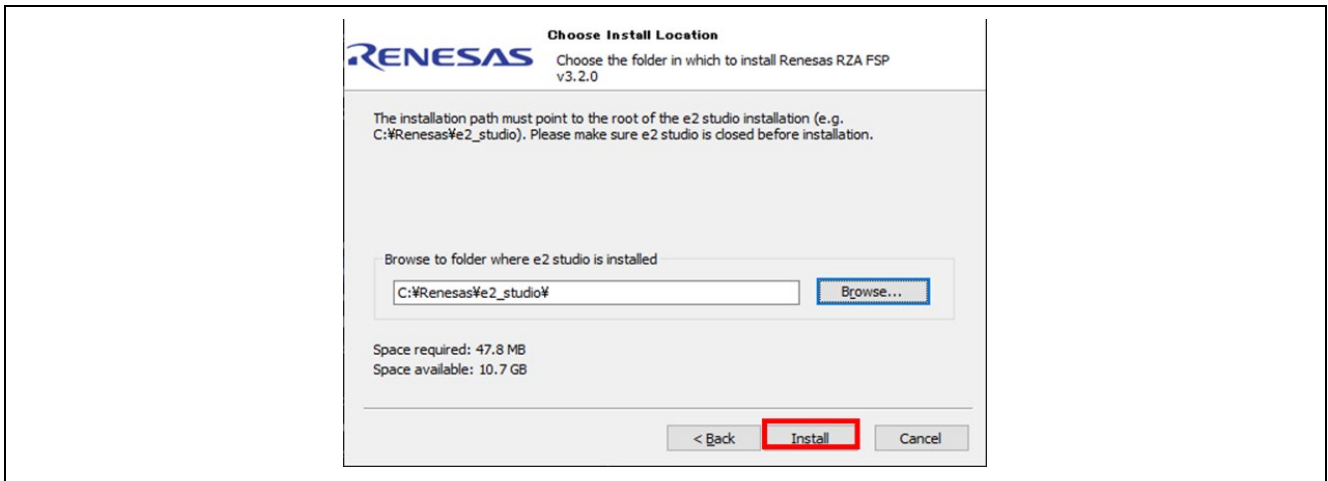 RENESAS
Choose Install Location
Choose the folder in which to install Renesas RZA FSP
v3.2.0
The installation path must point to the root of the e2 studio installation (e.g.
C:¥Renesas¥e2_studio). Please make sure e2 studio is closed before installation.
Browse to folder where e2 studio is installed
C:¥Renesas¥e2_studio¥
Browse...
Space required: 47.8 MB
Space available: 10.7 GB
< Back
Install
Cancel